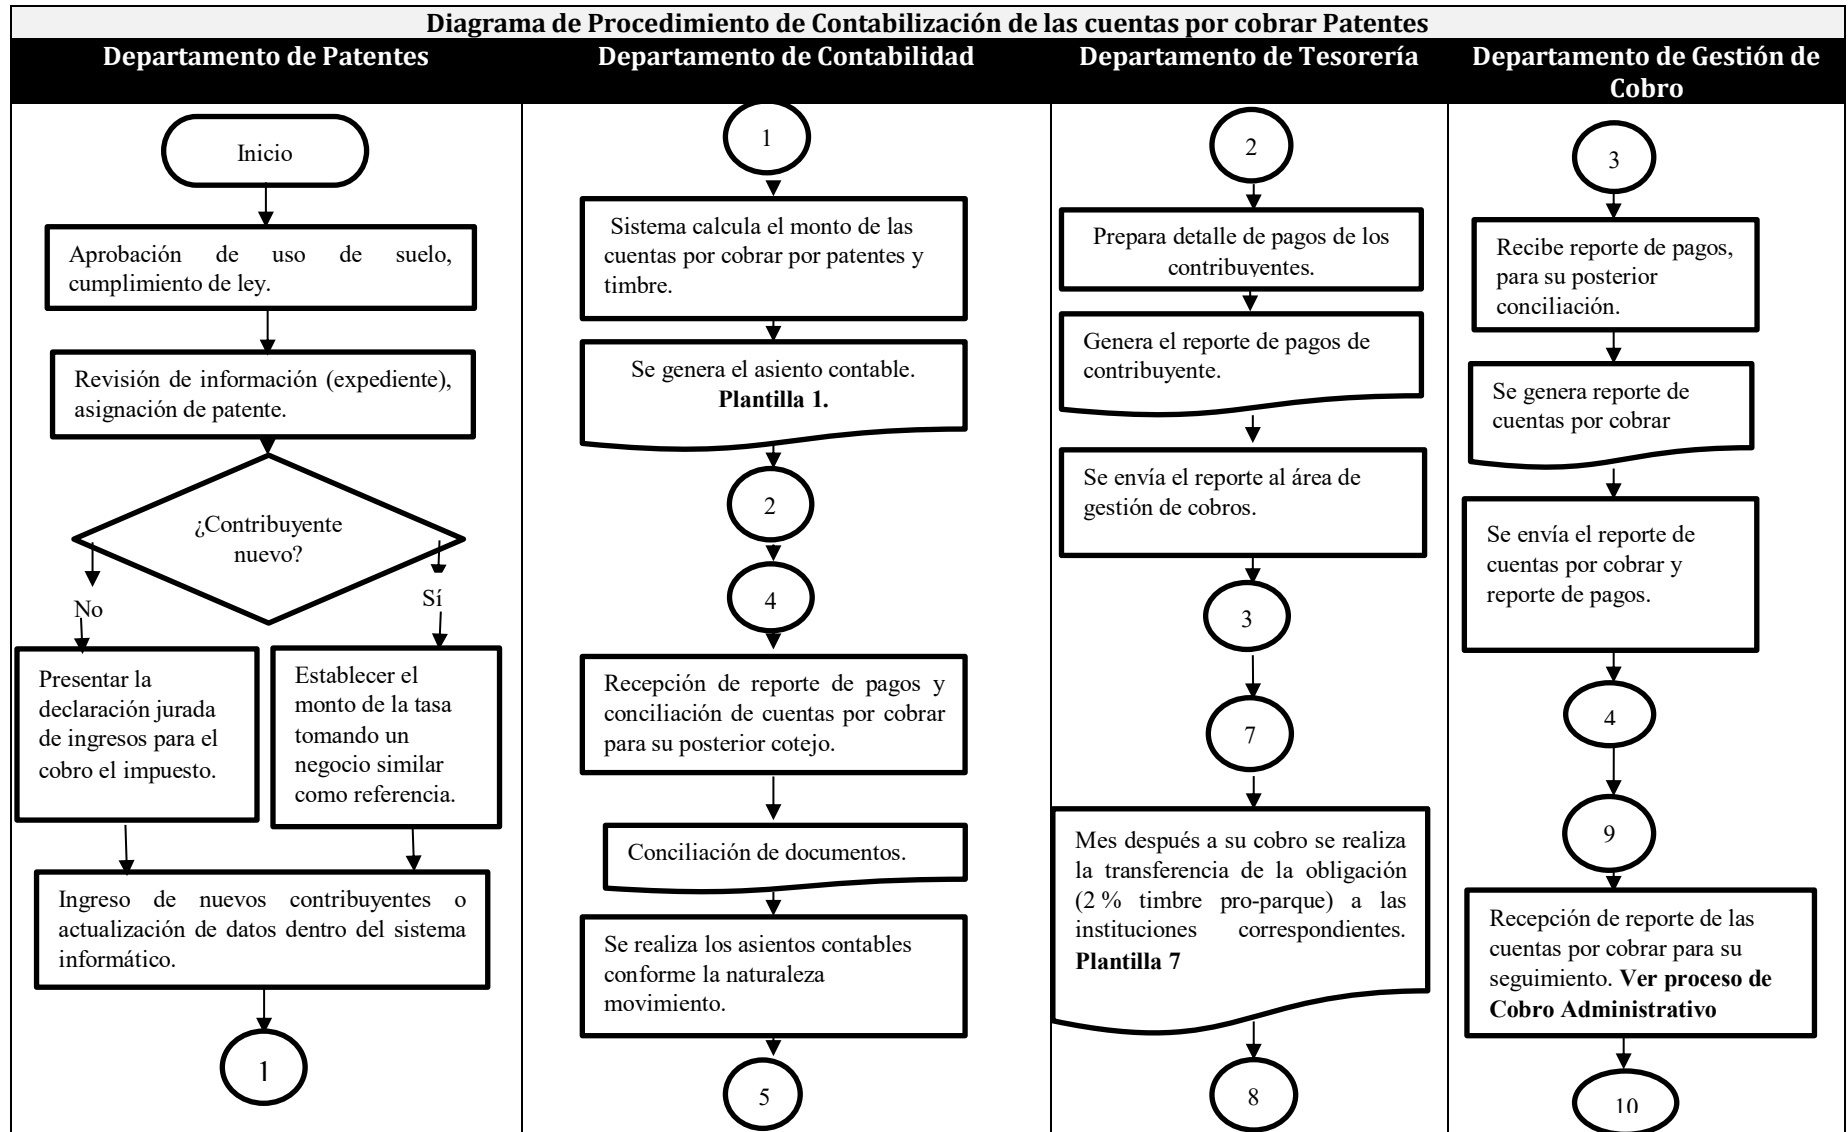 Diagrama de Procedimiento de Contabilización de las cuentas por cobrar Patentes
Departamento de Patentes
Inicio
Aprobación de uso de suelo,
cumplimiento de ley.
Revisión de información (expediente),
asignación de patente.
¿Contribuyente
nuevo?
No
Sí
Presentar la
declaración jurada
de ingresos para el
cobro el impuesto.
Establecer el
monto de la tasa
tomando un
negocio similar
como referencia.
Ingreso de nuevos contribuyentes o
actualización de datos dentro del sistema
informático.
1
Departamento de Contabilidad
1
Sistema calcula el monto de las
cuentas por cobrar por patentes y
timbre.
Se genera el asiento contable.
Plantilla 1.
2
4
Recepción de reporte de pagos y
conciliación de cuentas por cobrar
para su posterior cotejo.
Conciliación de documentos.
Se realiza los asientos contables
conforme la naturaleza
movimiento.
5
Departamento de Tesorería
2
Prepara detalle de pagos de los
contribuyentes.
Genera el reporte de pagos de
contribuyente.
Se envía el reporte al área de
gestión de cobros.
3
7
Mes después a su cobro se realiza
la transferencia de la obligación
(2 % timbre pro-parque) a las
instituciones correspondientes.
Plantilla 7
8
Departamento de Gestión de
Cobro
3
Recibe reporte de pagos,
para su posterior
conciliación.
Se genera reporte de
cuentas por cobrar
Se envía el reporte de
cuentas por cobrar y
reporte de pagos.
4
9
Recepción de reporte de las
cuentas por cobrar para su
seguimiento. Ver proceso de
Cobro Administrativo
10